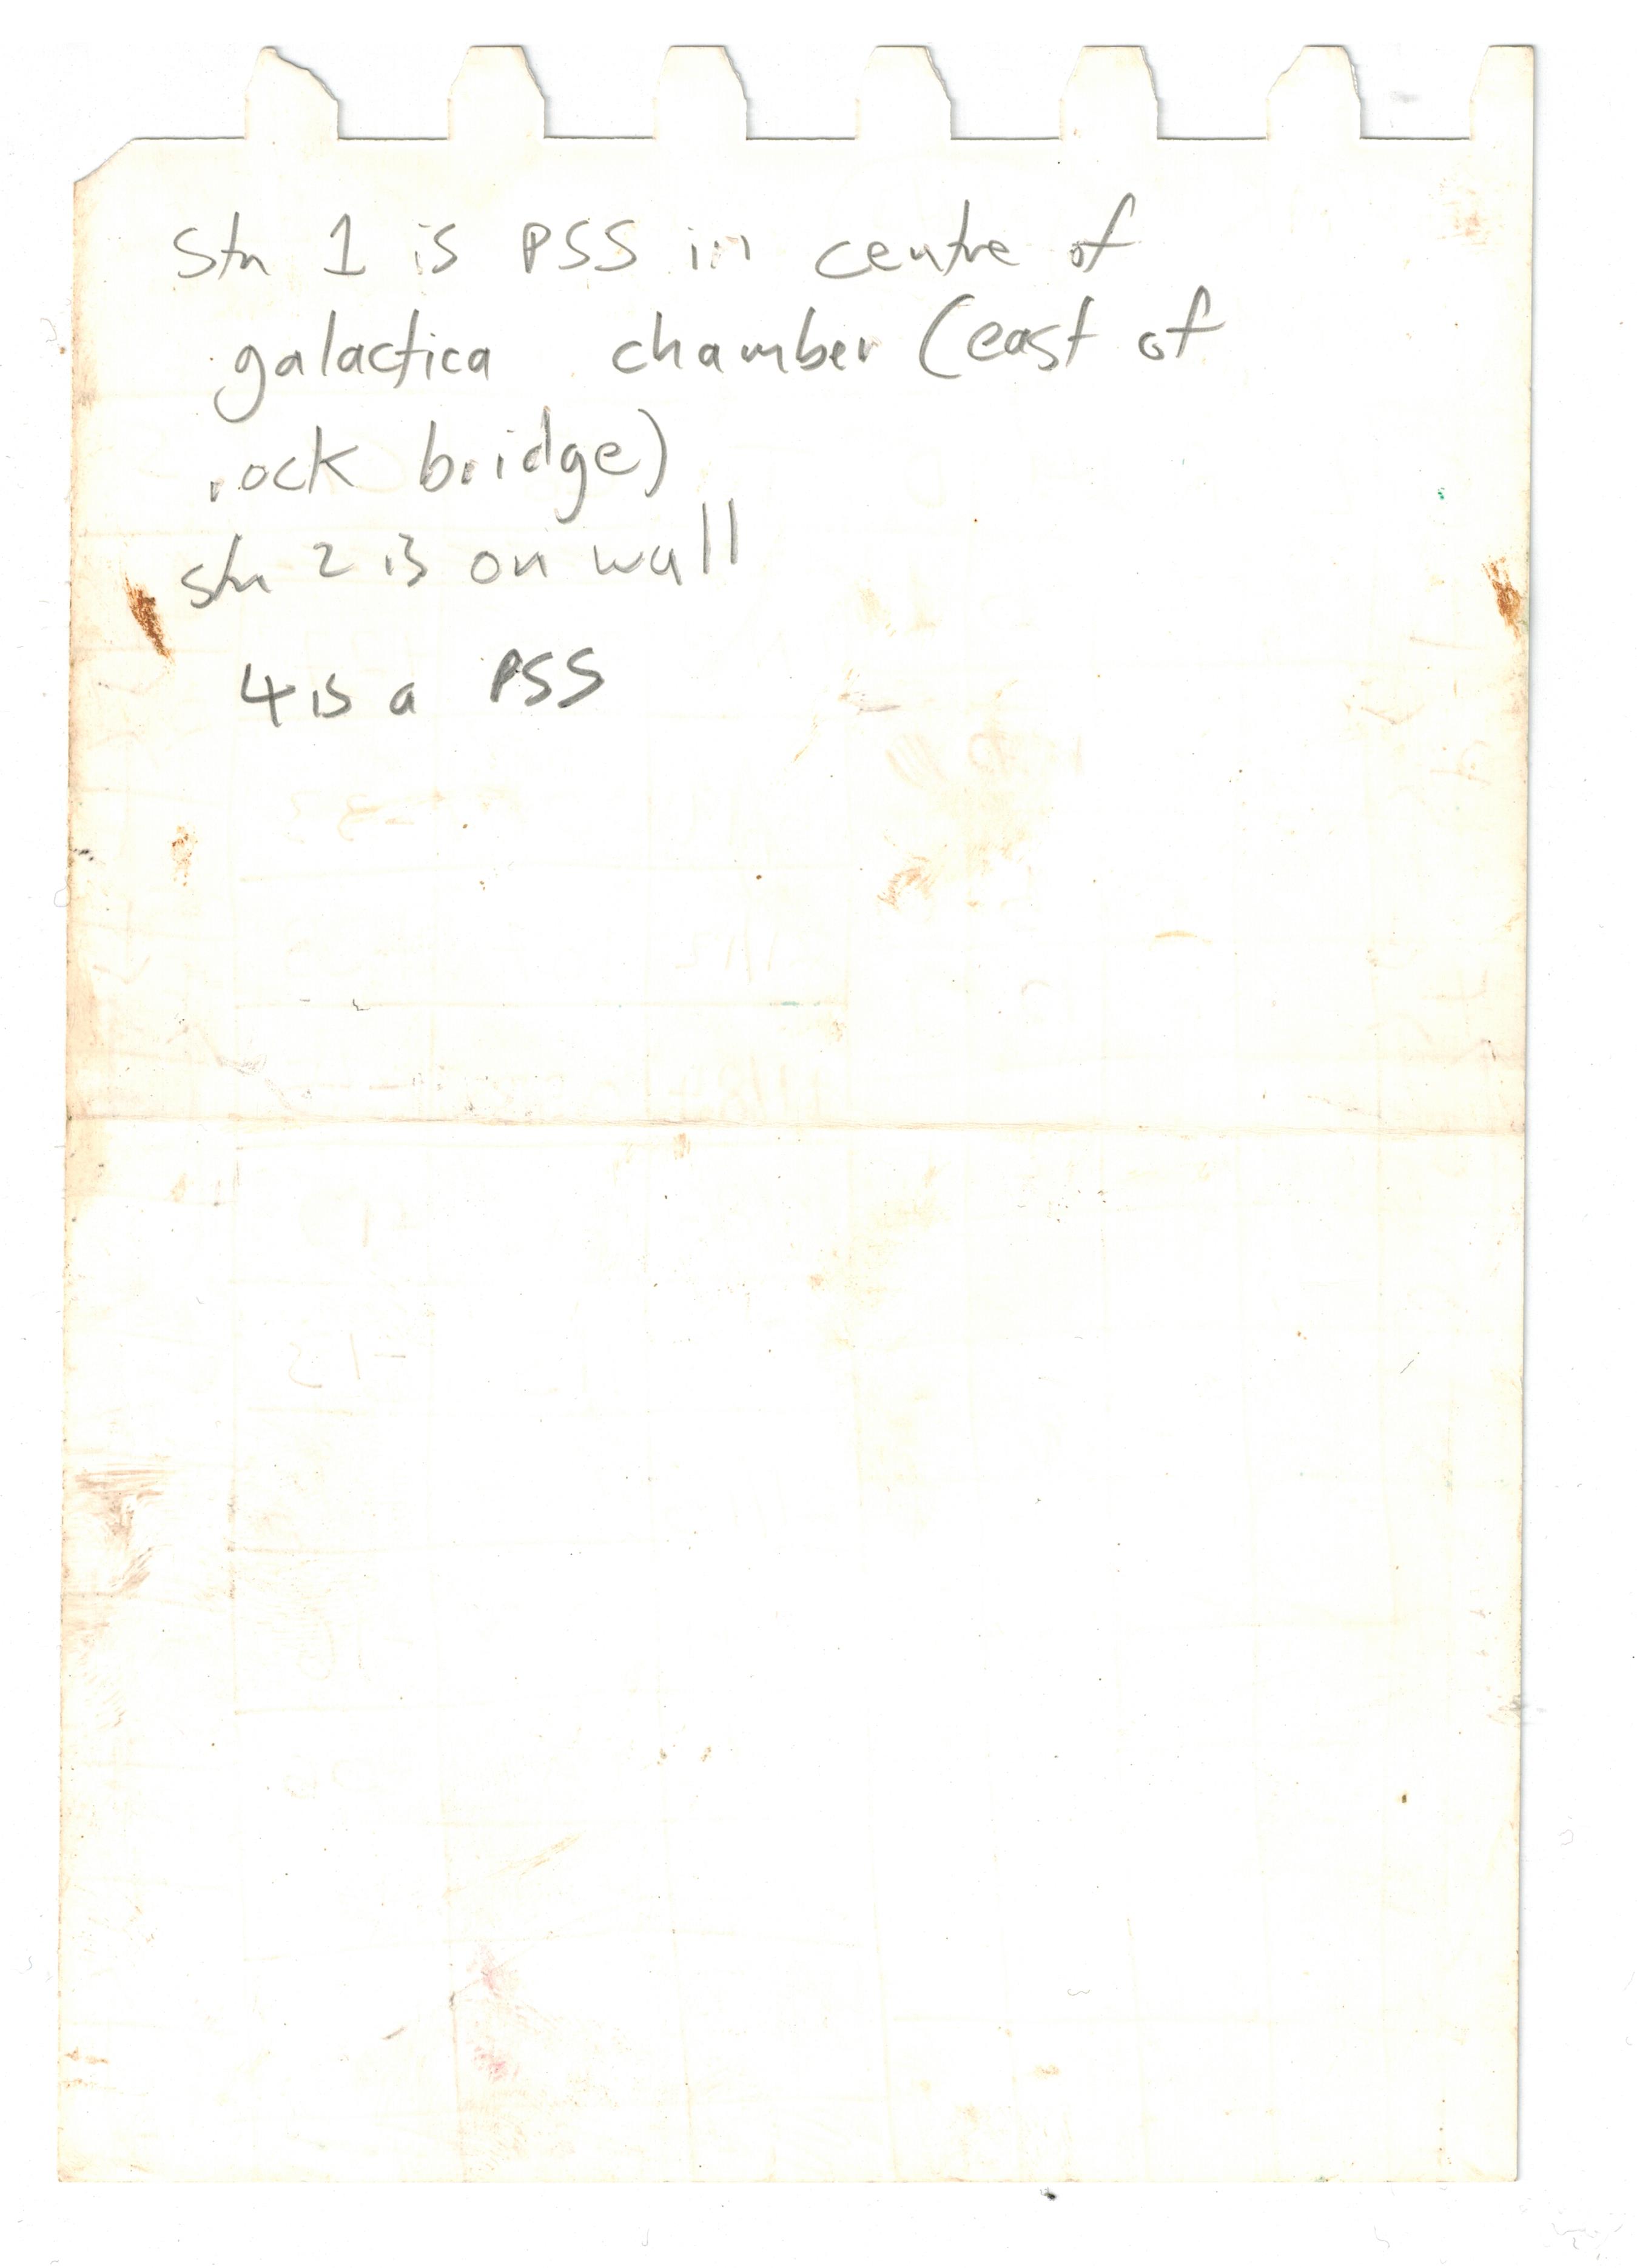 Stn 1 is PSS in centre of
galactica chamber (east of
rock bridge)
stn 2 is on wall
4 is a PSS